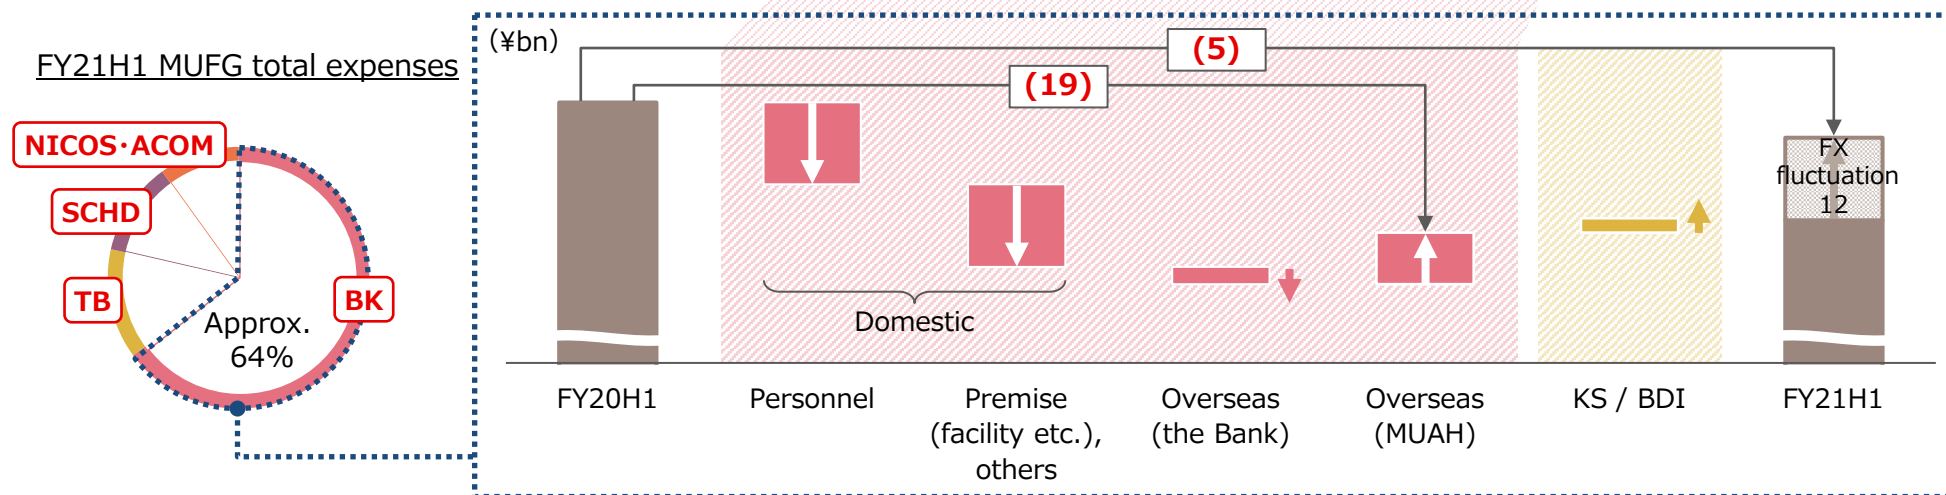 FY21H1 MUFG total expenses
NICOS･ACOM
SCHD
TB
BK
Approx.
64%
(¥bn)
(5)
(19)
FX
fluctuation
12
Domestic
FY20H1
Personnel
Premise
(facility etc.),
others
Overseas
(the Bank)
Overseas
(MUAH)
KS / BDI
FY21H1